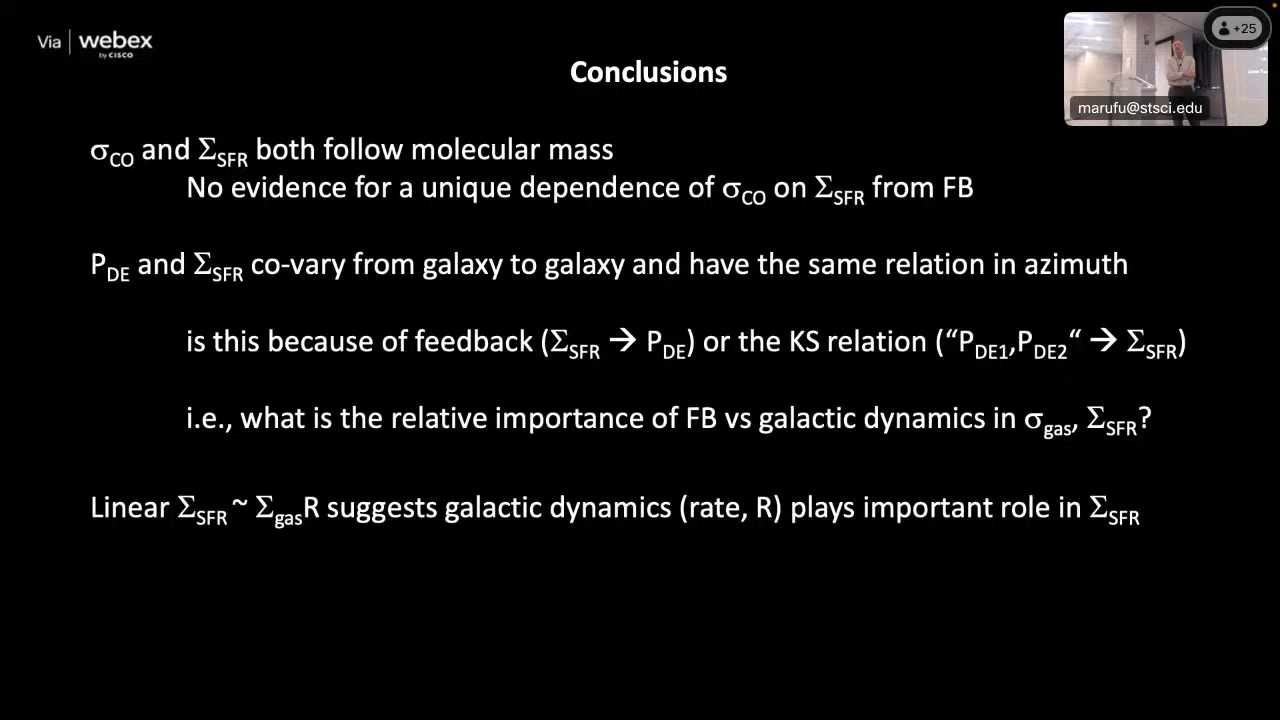 Via | webex
by CISCO
+25
marufu@stsci.edu
Conclusions
σCO and ΣSFR both follow molecular mass
No evidence for a unique dependence of σCO on ΣSFR from FB
PDE and ΣSFR co-vary from galaxy to galaxy and have the same relation in azimuth
is this because of feedback (ΣSFR → PDE) or the KS relation (“PDE1,PDE2“ → ΣSFR)
i.e., what is the relative importance of FB vs galactic dynamics in σgas, ΣSFR?
Linear ΣSFR ~ ΣgasR suggests galactic dynamics (rate, R) plays important role in ΣSFR